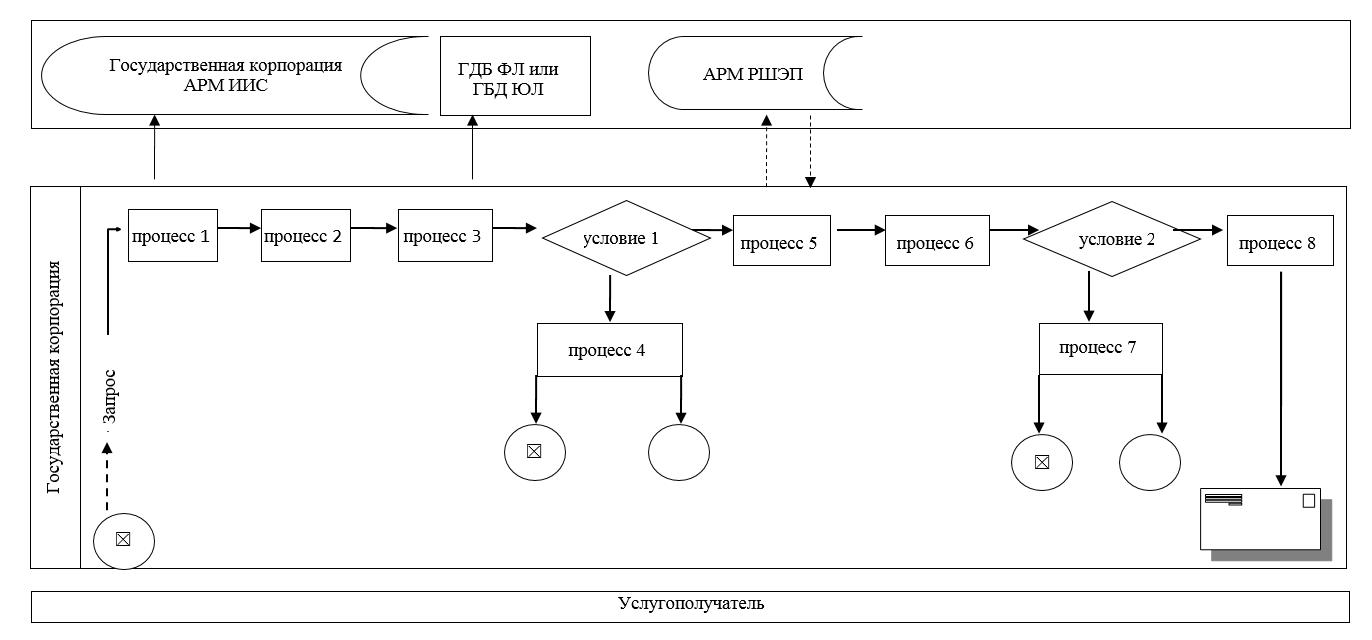 Государственная корпорация
АРМ ИИС
ГДБ ФЛ или
ГБД ЮЛ
АРМ РШЭП
Государственная корпорация
Запрос
процесс 1
процесс 2
процесс 3
условие 1
процесс 5
процесс 6
условие 2
процесс 8
процесс 4
процесс 7
Услугополучатель